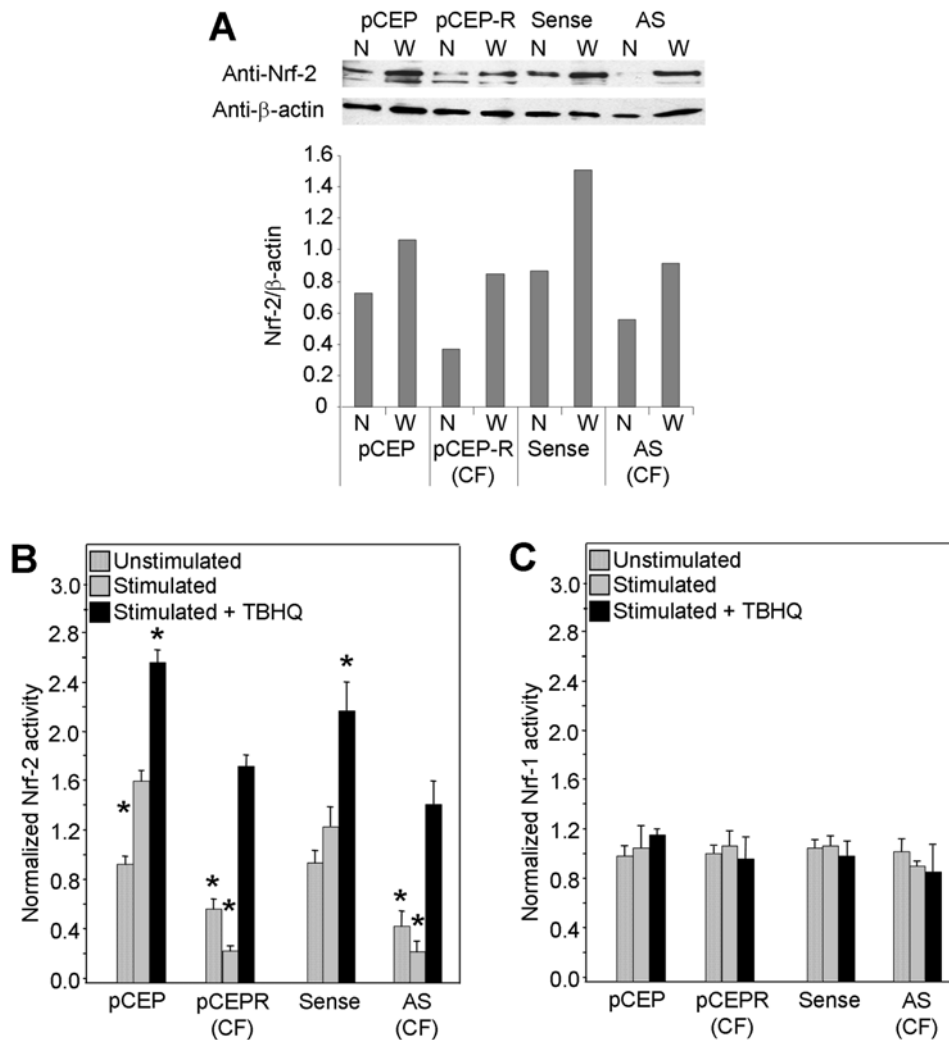 A
pCEP pCEP-R Sense AS
N W N W N W N W
Anti-Nrf-2
Anti-β-actin
Nrf-2/β-actin
1.6
1.4
1.2
1.0
0.8
0.6
0.4
0.2
0
N W N W N W N W
pCEP pCEP-R Sense AS
(CF) (CF)
B
Unstimulated
Stimulated
Stimulated + TBHQ
Normalized Nrf-2 activity
3.0
2.8
2.4
2.0
1.6
1.2
0.8
0.4
0.0
* * * * * * *
pCEP pCEPR Sense AS
(CF) (CF)
C
Unstimulated
Stimulated
Stimulated + TBHQ
Normalized Nrf-1 activity
3.0
2.8
2.4
2.0
1.6
1.2
0.8
0.4
0.0
pCEP pCEPR Sense AS
(CF) (CF)